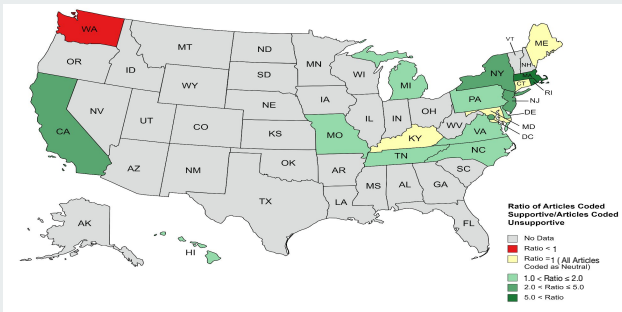 WA
ME
MT
ND
VT
OR
MN
NH
ID
WI
NY
MA
SD
MI
CT
WY
RI
IA
PA
NJ
NE
NV
OH
DE
IL
IN
UT
MD
CA
CO
WV
VA
DC
KS
MO
KY
NC
TN
AZ
OK
NM
AR
SC
MS
AL
GA
TX
LA
AK
FL
HI
Ratio of Articles Coded
Supportive/Articles Coded
Unsupportive
No Data
Ratio < 1
Ratio = 1 ( All Articles
Coded as Neutral)
1.0 < Ratio ≤ 2.0
2.0 < Ratio ≤ 5.0
5.0 < Ratio